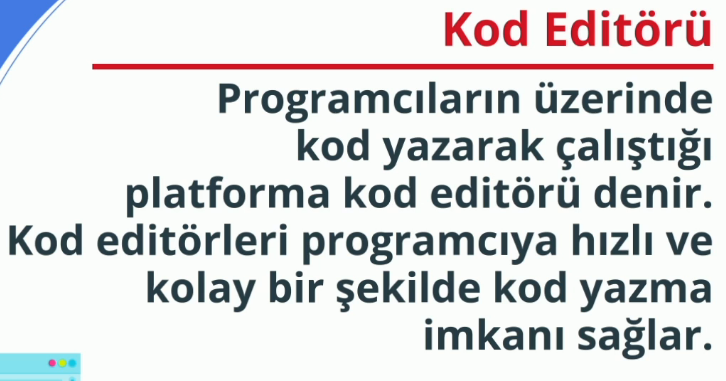 Kod Editörü
Programcıların üzerinde
kod yazarak çalıştığı
platforma kod editörü denir.
Kod editörleri programcıya hızlı ve
kolay bir şekilde kod yazma
imkanı sağlar.